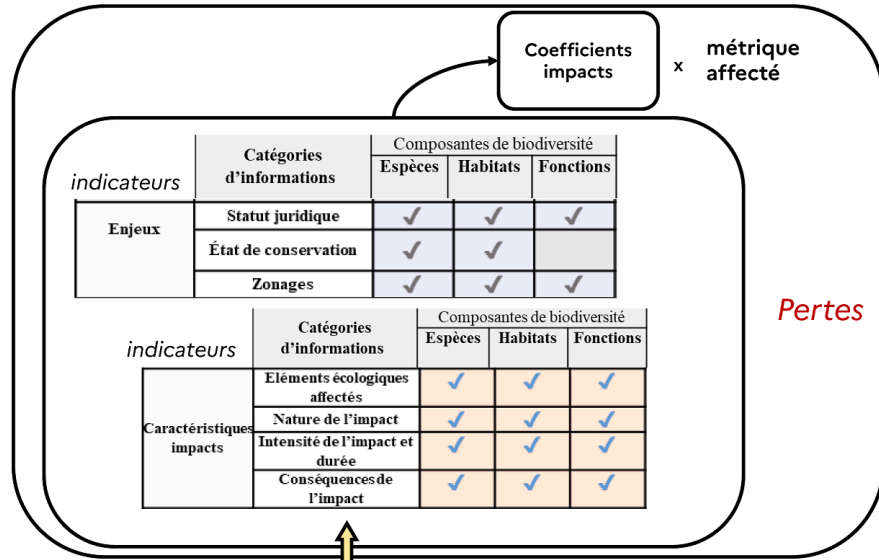 Coefficients
impacts
x
métrique
affecté
indicateurs
Catégories
d'informations
Composantes de biodiversité
Espèces Habitats Fonctions
Enjeux
Statut juridique ✓ ✓ ✓
État de conservation ✓ ✓
Zonages ✓ ✓ ✓
Pertes
indicateurs
Catégories
d'informations
Composantes de biodiversité
Espèces Habitats Fonctions
Caractéristiques
impacts
Eléments écologiques
affectés ✓ ✓ ✓
Nature de l'impact ✓ ✓ ✓
Intensité de l'impact et
durée ✓ ✓ ✓
Conséquences de
l'impact ✓ ✓ ✓